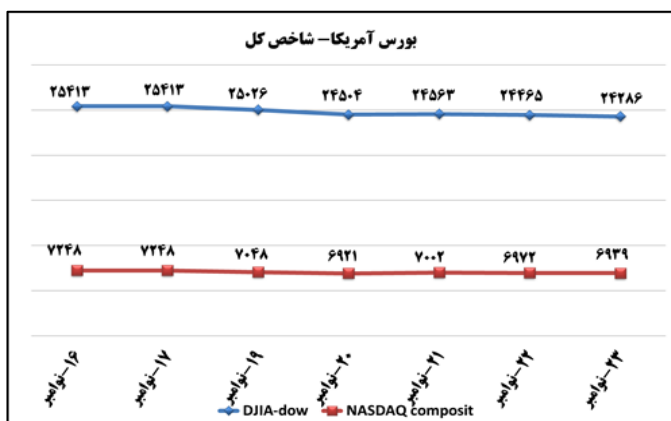 بورس آمریکا- شاخص کل
۲۵۴۱۳ ۲۵۴۱۳ ۲۵۰۲۶ ۲۴۵۰۴ ۲۴۵۶۳ ۲۴۴۶۵ ۲۴۲۸۶
۷۲۴۸ ۷۲۴۸ ۷۰۴۸ ۶۹۲۱ ۷۰۰۲ ۶۹۷۲ ۶۹۳۹
۱۶-نوامبر ۱۷-نوامبر ۱۹-نوامبر ۲۰-نوامبر ۲۱-نوامبر ۲۲-نوامبر ۲۳-نوامبر
DJIA-dow NASDAQ composit